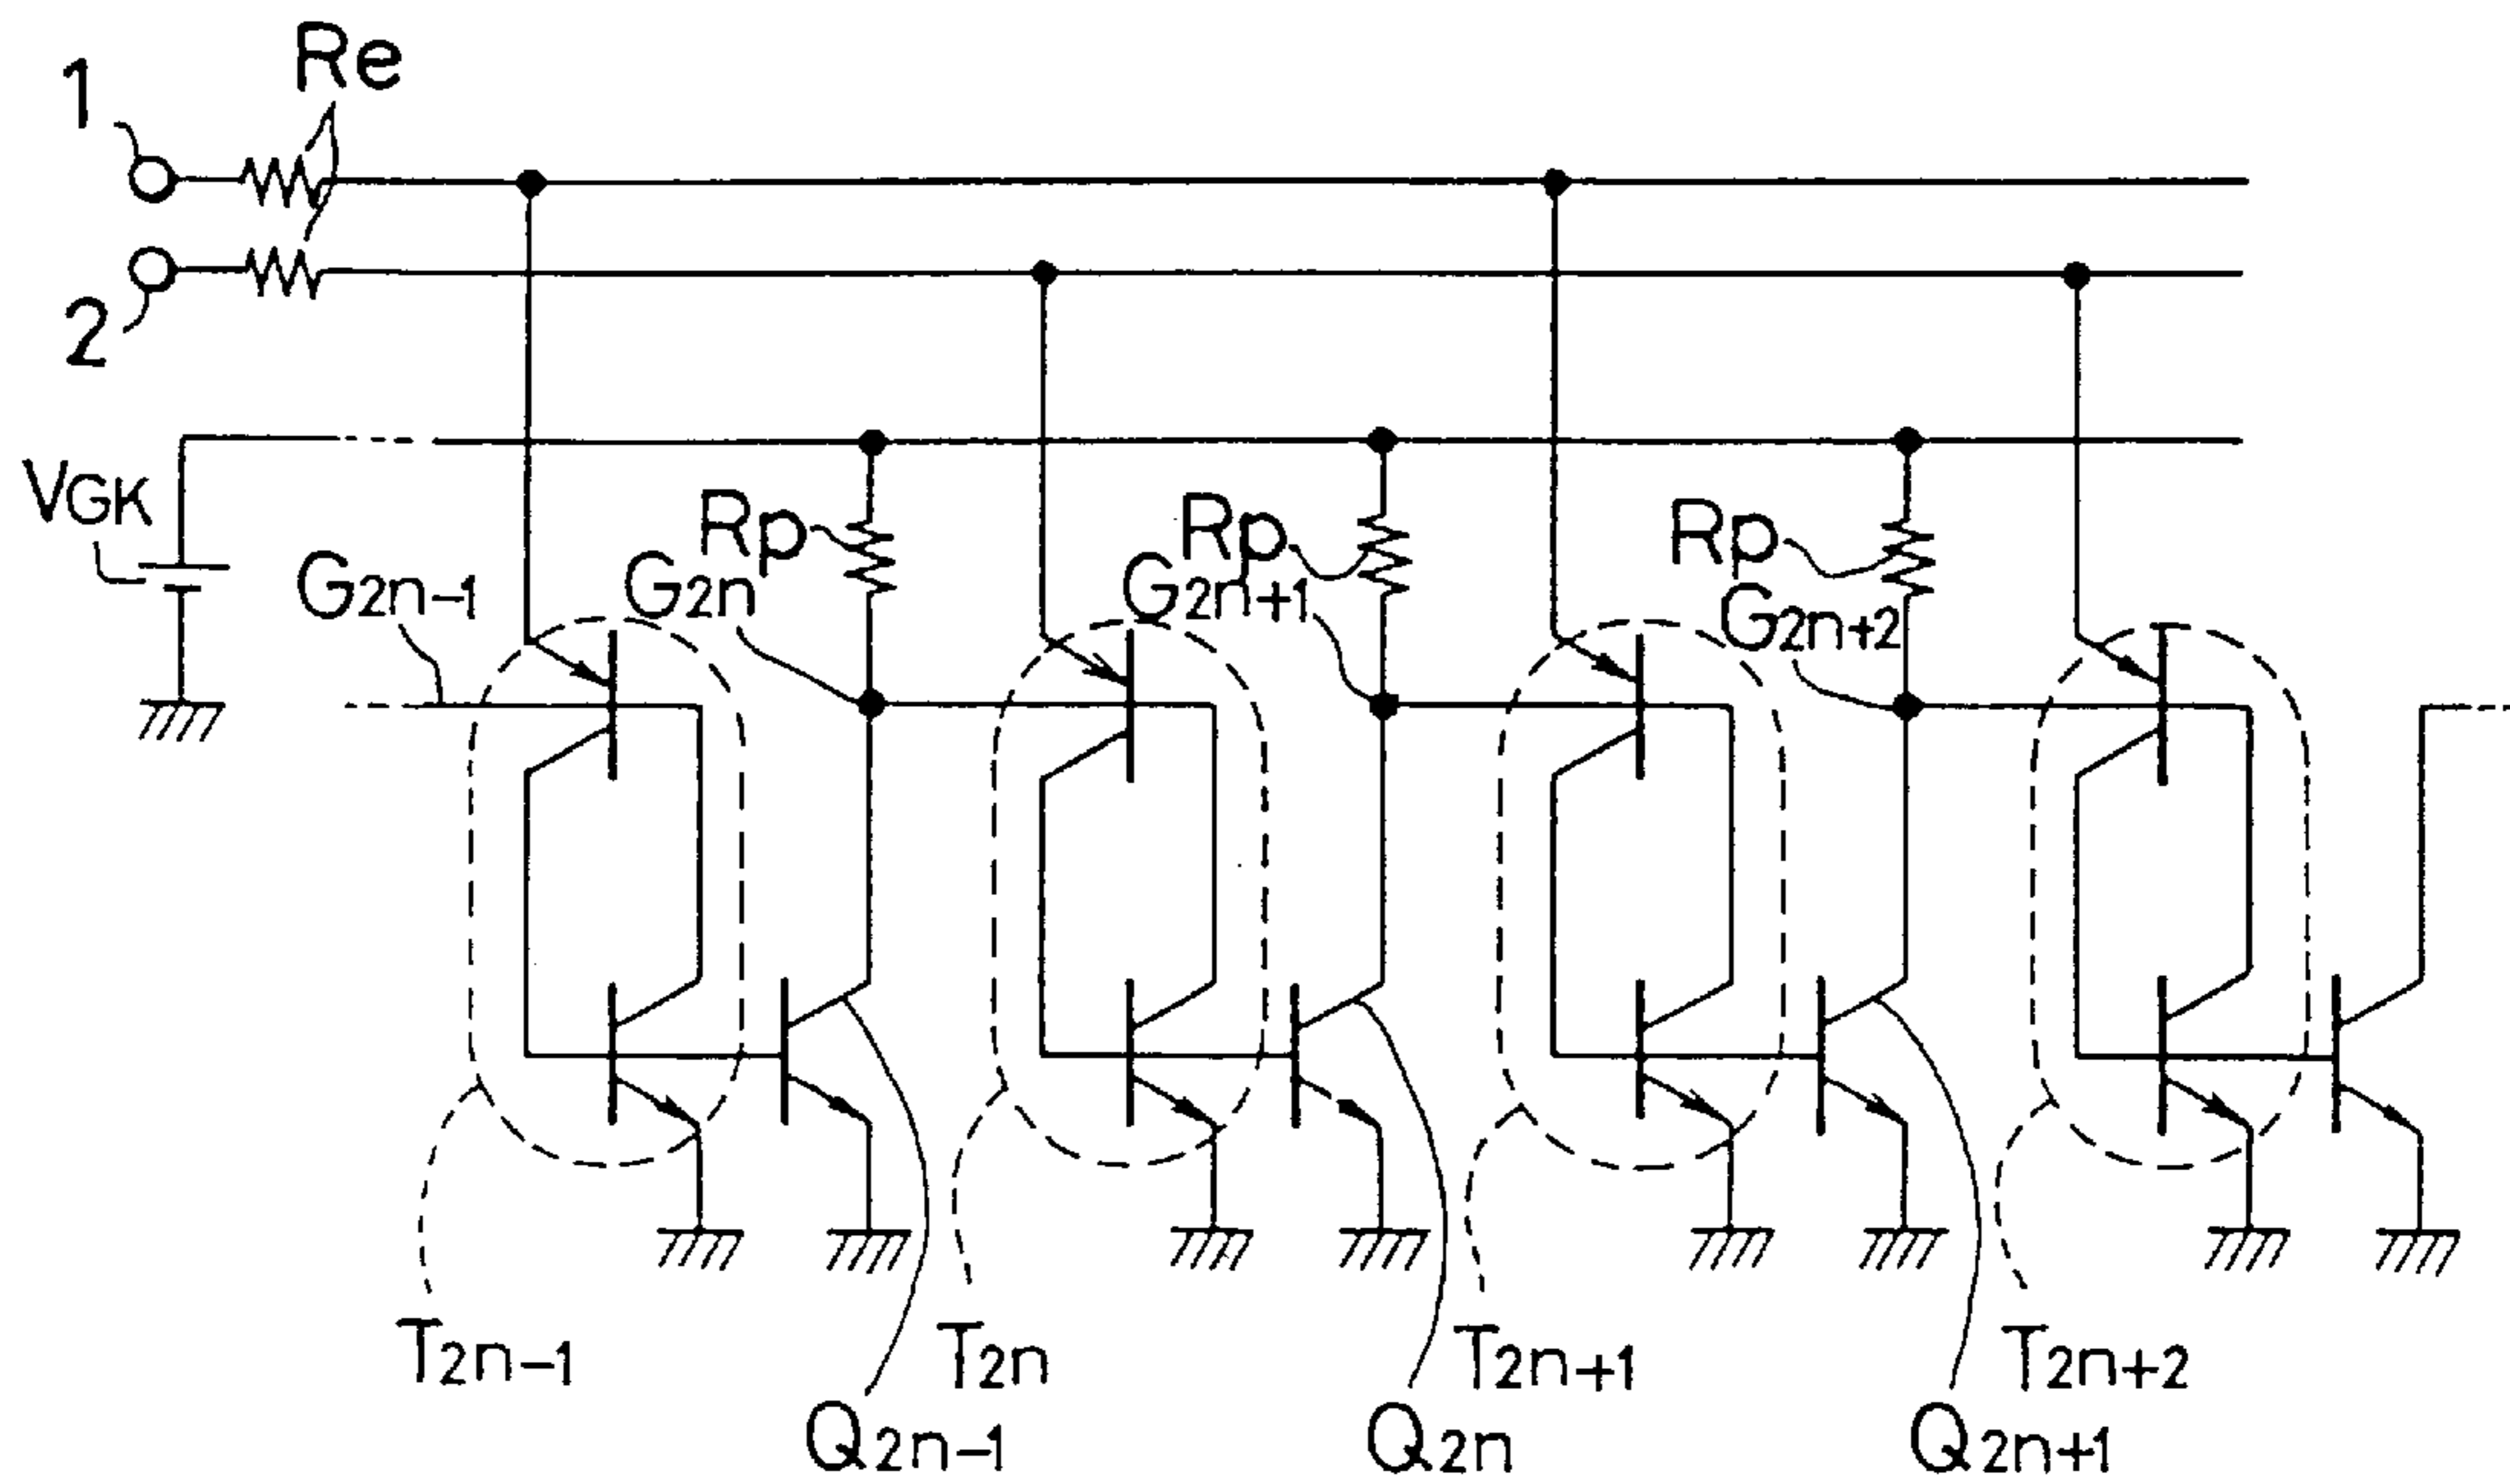 Re
1
2
VGK
Rp
Rp
Rp
G2n-1
G2n
G2n+1
G2n+2
T2n-1
T2n
T2n+1
T2n+2
Q2n-1
Q2n
Q2n+1